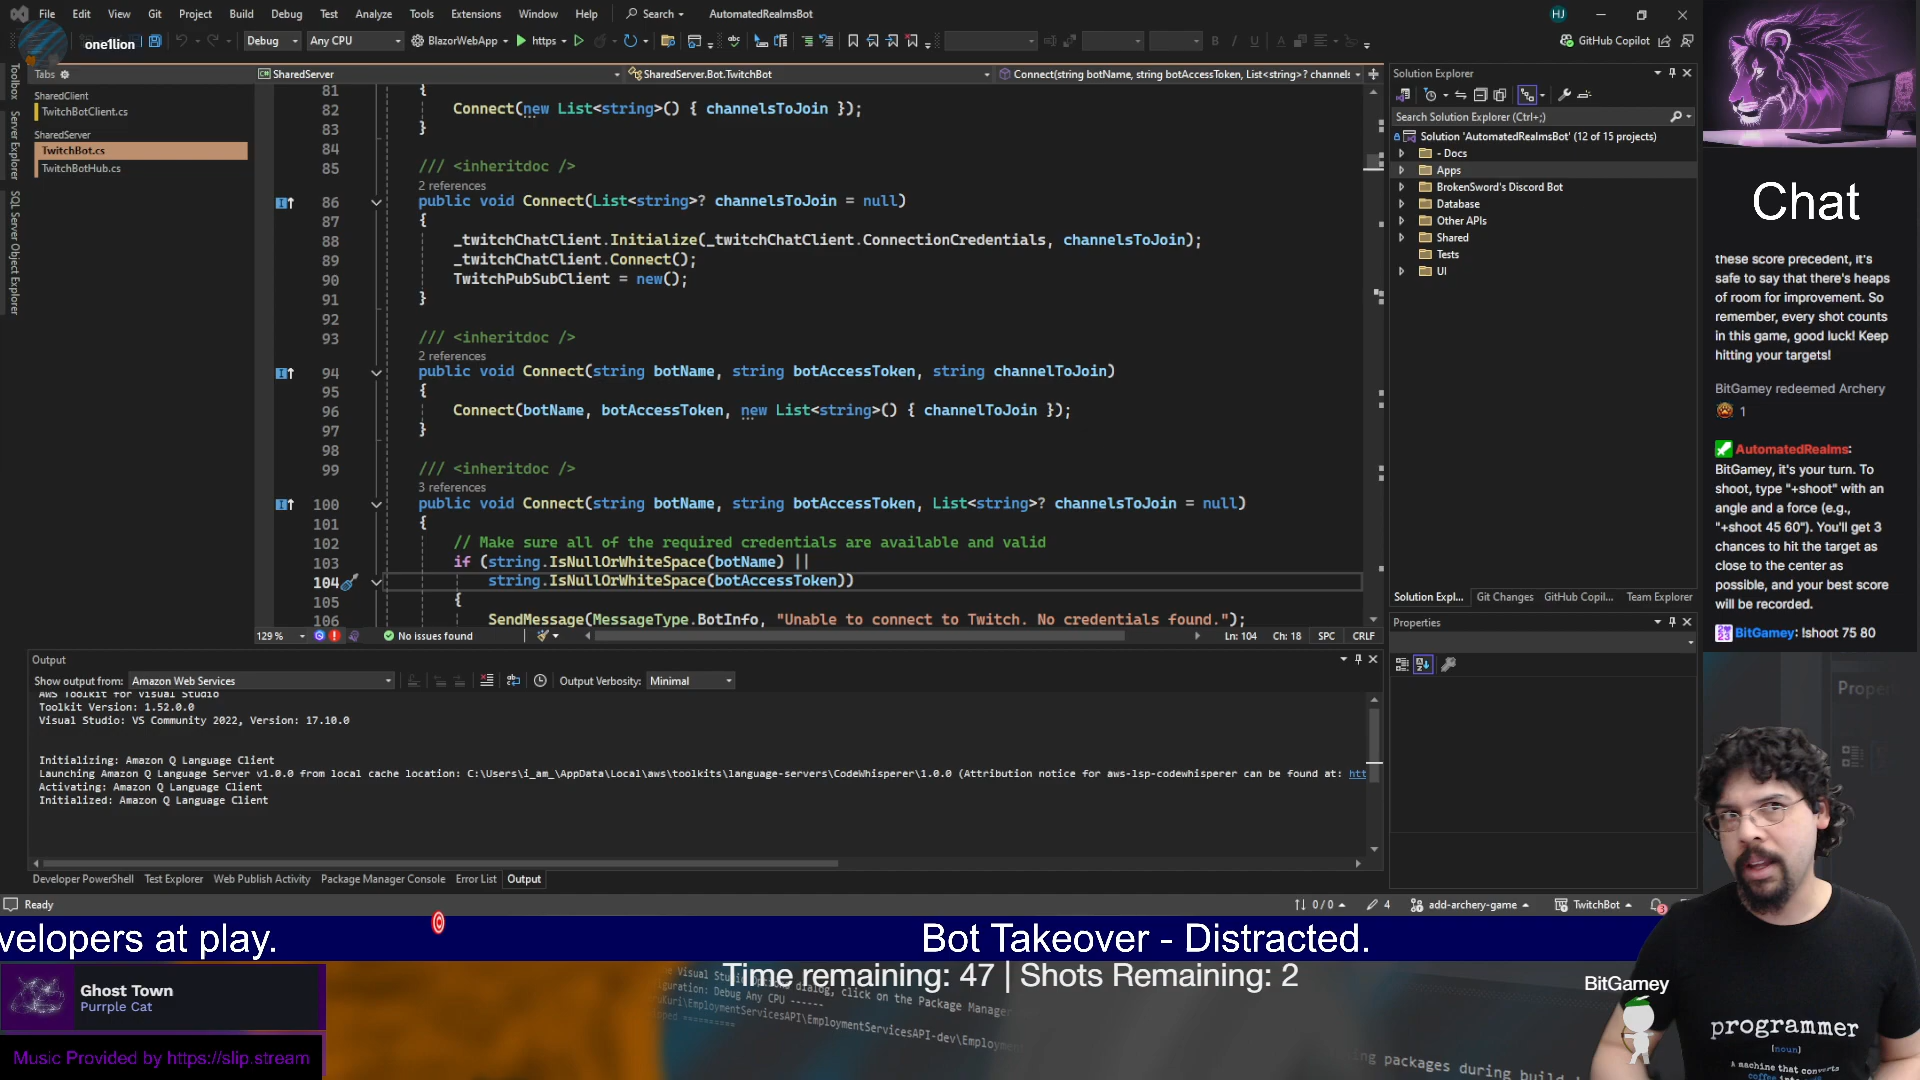 File Edit View Git Project Build Debug Test Analyze Tools Extensions Window Help Search AutomatedRealmsBot HJ
one1lion Debug Any CPU BlazorWebApp https GitHub Copilot
Tabs
SharedClient
TwitchBotClient.cs
SharedServer
TwitchBot.cs
TwitchBotHub.cs
Toolbox
Server Explorer
SQL Server Object Explorer
SharedServer SharedServer.Bot.TwitchBot Connect(string botName, string botAccessToken, List<string>? channels
81 {
82 Connect(new List<string>() { channelsToJoin });
83 }
84
85 /// <inheritdoc />
2 references
86 public void Connect(List<string>? channelsToJoin = null)
87 {
88 _twitchChatClient.Initialize(_twitchChatClient.ConnectionCredentials, channelsToJoin);
89 _twitchChatClient.Connect();
90 TwitchPubSubClient = new();
91 }
92
93 /// <inheritdoc />
2 references
94 public void Connect(string botName, string botAccessToken, string channelToJoin)
95 {
96 Connect(botName, botAccessToken, new List<string>() { channelToJoin });
97 }
98
99 /// <inheritdoc />
3 references
100 public void Connect(string botName, string botAccessToken, List<string>? channelsToJoin = null)
101 {
102 // Make sure all of the required credentials are available and valid
103 if (string.IsNullOrWhiteSpace(botName) ||
104 string.IsNullOrWhiteSpace(botAccessToken))
105 {
106 SendMessage(MessageType.BotInfo, "Unable to connect to Twitch. No credentials found.");
129 % No issues found Ln: 104 Ch: 18 SPC CRLF
Output
Show output from: Amazon Web Services Output Verbosity: Minimal
AWS Toolkit for Visual Studio
Toolkit Version: 1.52.0.0
Visual Studio: VS Community 2022, Version: 17.10.0
Initializing: Amazon Q Language Client
Launching Amazon Q Language Server v1.0.0 from local cache location: C:\Users\i_am_\AppData\Local\aws\toolkits\language-servers\CodeWhisperer\1.0.0 (Attribution notice for aws-lsp-codewhisperer can be found at: htt
Activating: Amazon Q Language Client
Initialized: Amazon Q Language Client
Developer PowerShell Test Explorer Web Publish Activity Package Manager Console Error List Output
Ready 0 / 0 4 add-archery-game TwitchBot 3
Solution Explorer
Search Solution Explorer (Ctrl+;)
Solution 'AutomatedRealmsBot' (12 of 15 projects)
- Docs
Apps
BrokenSword's Discord Bot
Database
Other APIs
Shared
Tests
UI
Solution Expl... Git Changes GitHub Copil... Team Explorer
Properties
Chat
these score precedent, it's
safe to say that there's heaps
of room for improvement. So
remember, every shot counts
in this game, good luck! Keep
hitting your targets!
BitGamey redeemed Archery
1
AutomatedRealms:
BitGamey, it's your turn. To
shoot, type "+shoot" with an
angle and a force (e.g.,
"+shoot 45 60"). You'll get 3
chances to hit the target as
close to the center as
possible, and your best score
will be recorded.
BitGamey: !shoot 75 80
velopers at play. Bot Takeover - Distracted.
Time remaining: 47 | Shots Remaining: 2
Ghost Town
Purrple Cat
Music Provided by https://slip.stream
BitGamey
programmer
[noun]
A machine that converts
coffee into